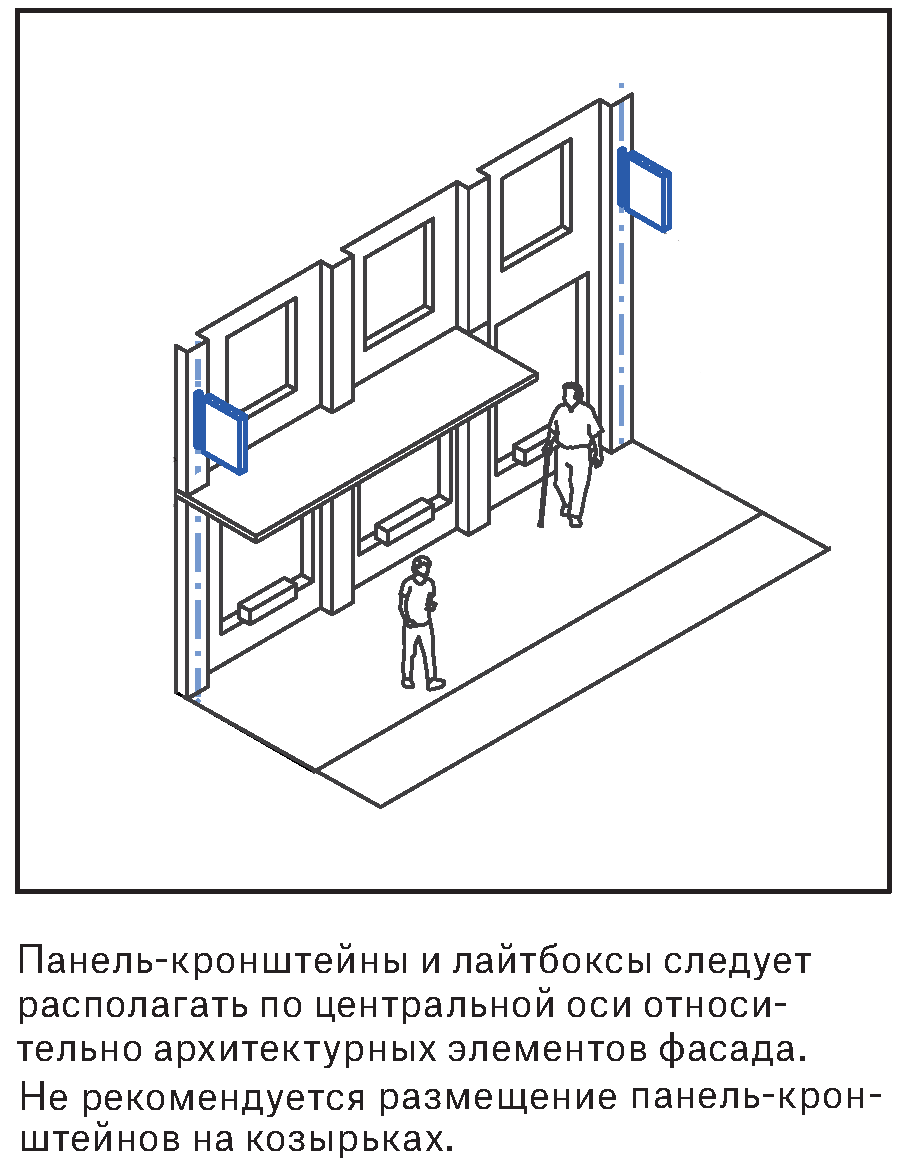 Панель-кронштейны и лайтбоксы следует
располагать по центральной оси относи-
тельно архитектурных элементов фасада.
Не рекомендуется размещение панель-крон-
штейнов на козырьках.